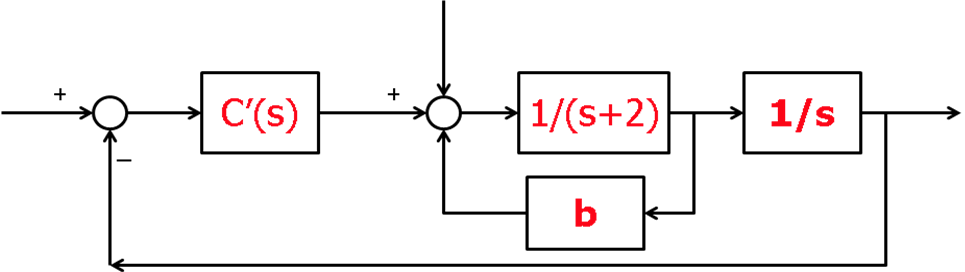 +
C′(s)
+
1/(s+2)
1/s
−
b